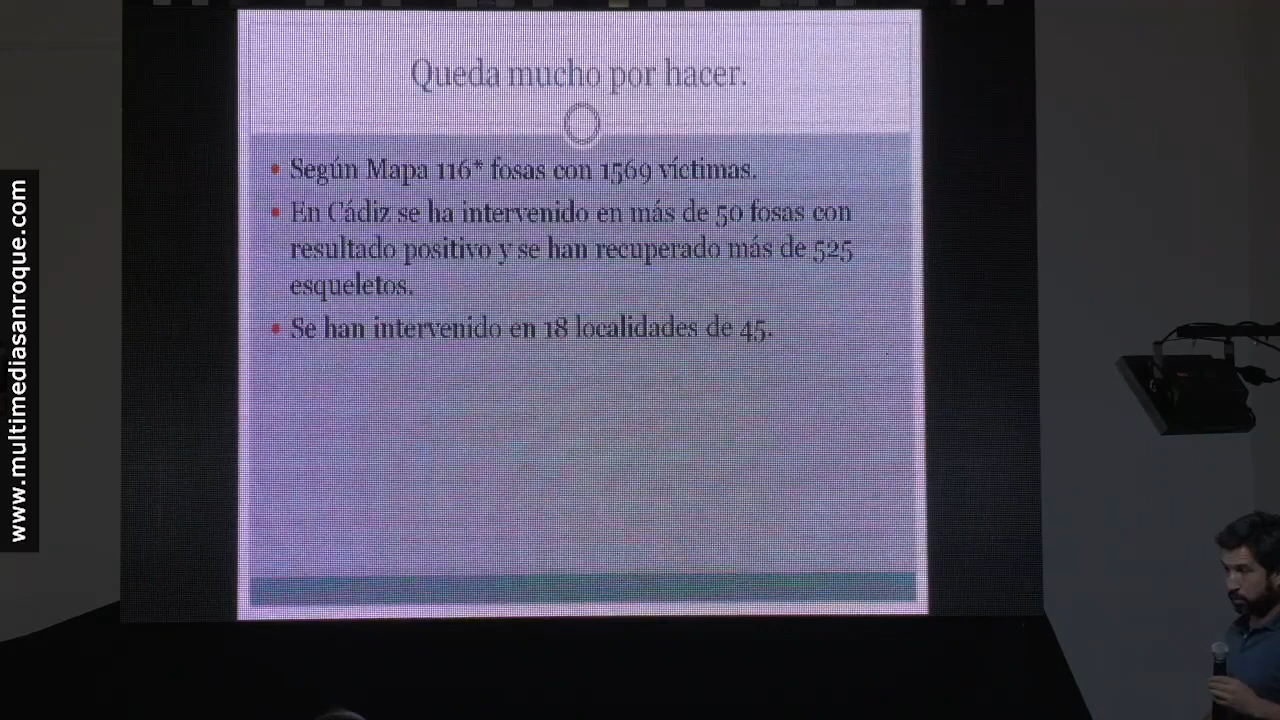 Queda mucho por hacer.
• Según Mapa 116* fosas con 1569 víctimas.
• En Cádiz se ha intervenido en más de 50 fosas con
resultado positivo y se han recuperado más de 525
esqueletos.
• Se han intervenido en 18 localidades de 45.
www.multimediasanroque.com